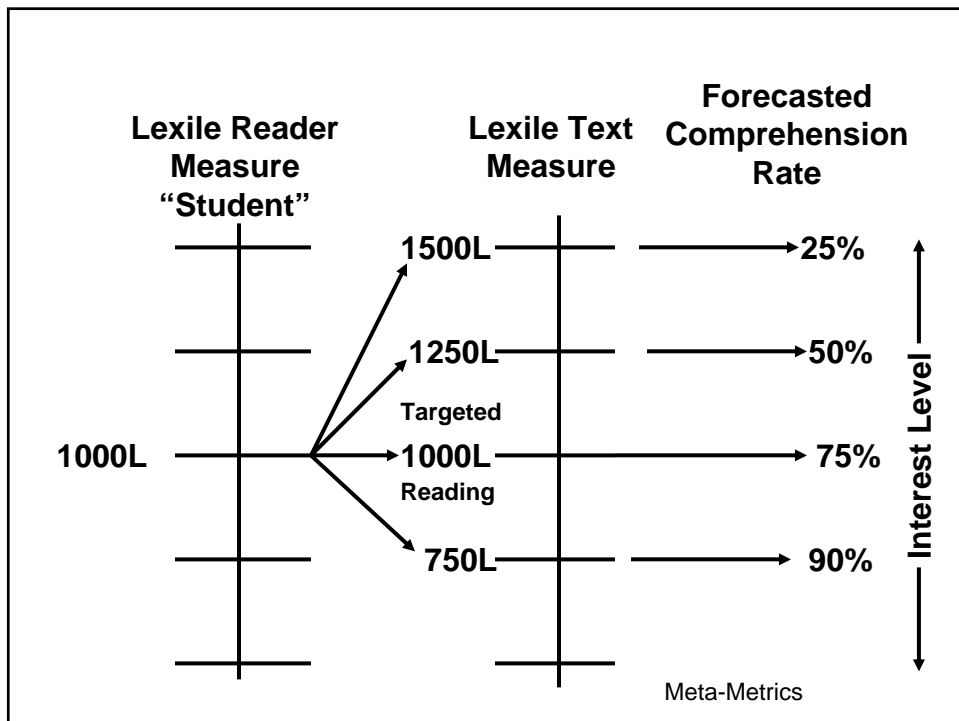 Lexile Reader
Measure
“Student”
Lexile Text
Measure
Forecasted
Comprehension
Rate
1500L
25%
1250L
50%
Targeted
1000L
1000L
75%
Reading
750L
90%
Interest Level
Meta-Metrics